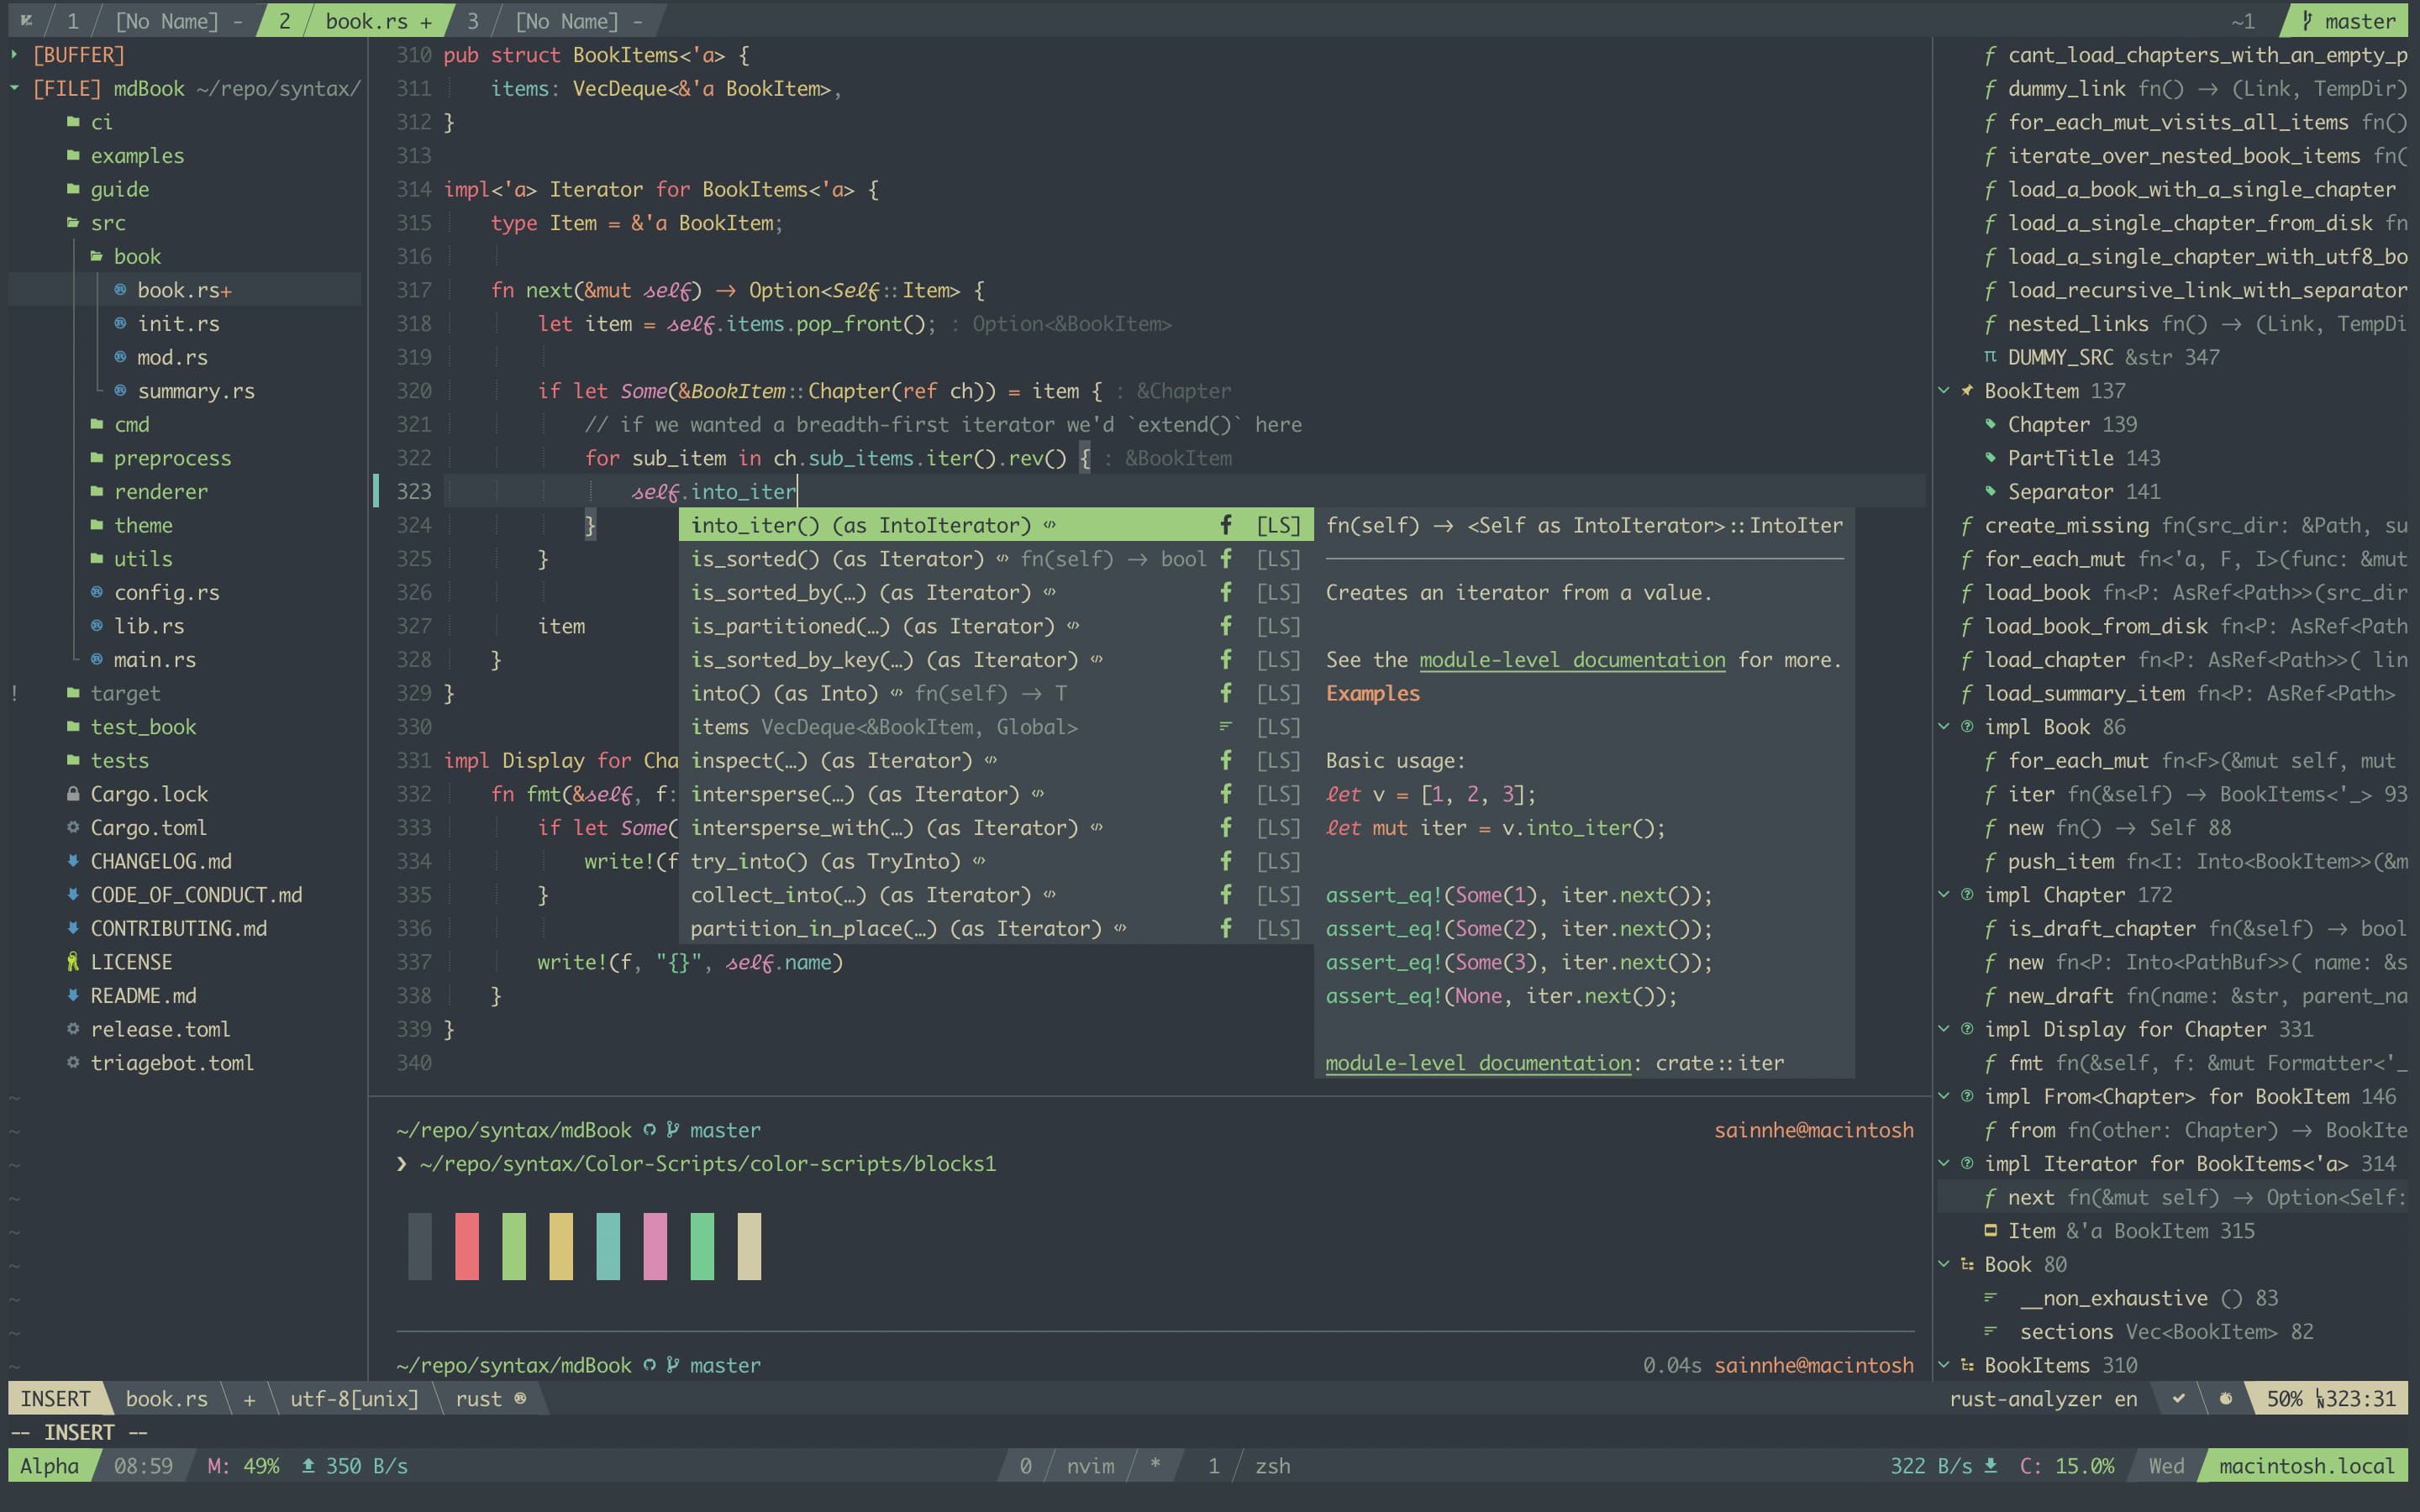 1 [No Name] - 2 book.rs + 3 [No Name] - ~1 master
[BUFFER]
[FILE] mdBook ~/repo/syntax/
ci
examples
guide
src
book
book.rs+
init.rs
mod.rs
summary.rs
cmd
preprocess
renderer
theme
utils
config.rs
lib.rs
main.rs
! target
test_book
tests
Cargo.lock
Cargo.toml
CHANGELOG.md
CODE_OF_CONDUCT.md
CONTRIBUTING.md
LICENSE
README.md
release.toml
triagebot.toml
310 pub struct BookItems<'a> {
311 items: VecDeque<&'a BookItem>,
312 }
313
314 impl<'a> Iterator for BookItems<'a> {
315 type Item = &'a BookItem;
316
317 fn next(&mut self) → Option<Self::Item> {
318 let item = self.items.pop_front(); : Option<&BookItem>
319
320 if let Some(&BookItem::Chapter(ref ch)) = item { : &Chapter
321 // if we wanted a breadth-first iterator we'd `extend()` here
322 for sub_item in ch.sub_items.iter().rev() { : &BookItem
323 self.into_iter
324 }
325 }
326
327 item
328 }
329 }
330
331 impl Display for Cha
332 fn fmt(&self, f:
333 if let Some(
334 write!(f
335 }
336
337 write!(f, "{}", self.name)
338 }
339 }
340
into_iter() (as IntoIterator) f [LS]
is_sorted() (as Iterator) fn(self) → bool f [LS]
is_sorted_by(…) (as Iterator) f [LS]
is_partitioned(…) (as Iterator) f [LS]
is_sorted_by_key(…) (as Iterator) f [LS]
into() (as Into) fn(self) → T f [LS]
items VecDeque<&BookItem, Global> [LS]
inspect(…) (as Iterator) f [LS]
intersperse(…) (as Iterator) f [LS]
intersperse_with(…) (as Iterator) f [LS]
try_into() (as TryInto) f [LS]
collect_into(…) (as Iterator) f [LS]
partition_in_place(…) (as Iterator) f [LS]
fn(self) → <Self as IntoIterator>::IntoIter
Creates an iterator from a value.
See the module-level documentation for more.
Examples
Basic usage:
let v = [1, 2, 3];
let mut iter = v.into_iter();
assert_eq!(Some(1), iter.next());
assert_eq!(Some(2), iter.next());
assert_eq!(Some(3), iter.next());
assert_eq!(None, iter.next());
module-level documentation: crate::iter
~/repo/syntax/mdBook master sainnhe@macintosh
❯ ~/repo/syntax/Color-Scripts/color-scripts/blocks1
~/repo/syntax/mdBook master 0.04s sainnhe@macintosh
f cant_load_chapters_with_an_empty_p
f dummy_link fn() → (Link, TempDir)
f for_each_mut_visits_all_items fn()
f iterate_over_nested_book_items fn(
f load_a_book_with_a_single_chapter
f load_a_single_chapter_from_disk fn
f load_a_single_chapter_with_utf8_bo
f load_recursive_link_with_separator
f nested_links fn() → (Link, TempDi
π DUMMY_SRC &str 347
BookItem 137
Chapter 139
PartTitle 143
Separator 141
f create_missing fn(src_dir: &Path, su
f for_each_mut fn<'a, F, I>(func: &mut
f load_book fn<P: AsRef<Path>>(src_dir
f load_book_from_disk fn<P: AsRef<Path
f load_chapter fn<P: AsRef<Path>>( lin
f load_summary_item fn<P: AsRef<Path>
impl Book 86
f for_each_mut fn<F>(&mut self, mut
f iter fn(&self) → BookItems<'_> 93
f new fn() → Self 88
f push_item fn<I: Into<BookItem>>(&m
impl Chapter 172
f is_draft_chapter fn(&self) → bool
f new fn<P: Into<PathBuf>>( name: &s
f new_draft fn(name: &str, parent_na
impl Display for Chapter 331
f fmt fn(&self, f: &mut Formatter<'_
impl From<Chapter> for BookItem 146
f from fn(other: Chapter) → BookIte
impl Iterator for BookItems<'a> 314
f next fn(&mut self) → Option<Self:
Item &'a BookItem 315
Book 80
__non_exhaustive () 83
sections Vec<BookItem> 82
BookItems 310
INSERT book.rs + utf-8[unix] rust rust-analyzer en 50% 323:31
-- INSERT --
Alpha 08:59 M: 49% 350 B/s 0 nvim * 1 zsh 322 B/s C: 15.0% Wed macintosh.local